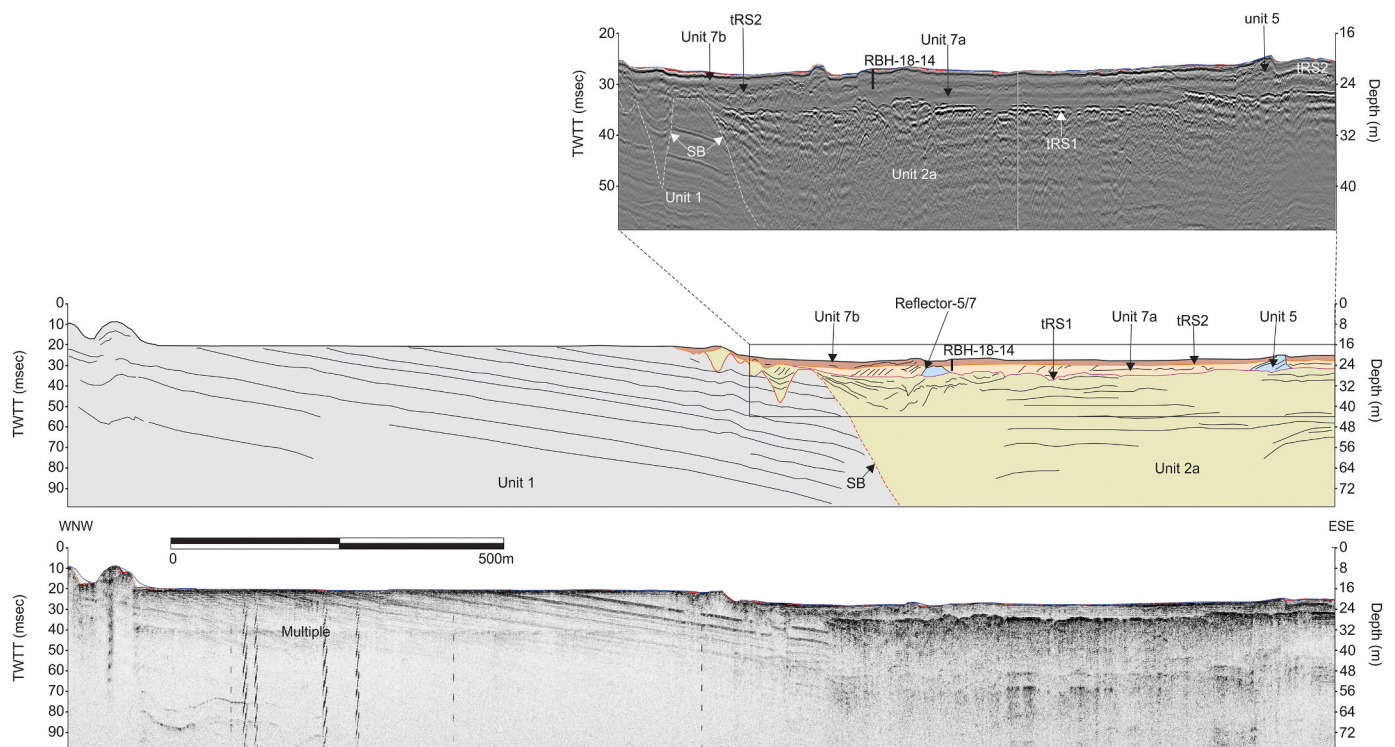 20
30
40
50
TWTT (msec)
16
24
32
40
Depth (m)
Unit 7b
tRS2
RBH-18-14
Unit 7a
unit 5
tRS2
SB
tRS1
Unit 1
Unit 2a
0
10
20
30
40
50
60
70
80
90
TWTT (msec)
0
8
16
24
32
40
48
56
64
72
Depth (m)
Unit 7b
Reflector-5/7
RBH-18-14
tRS1
Unit 7a
tRS2
Unit 5
Unit 1
SB
Unit 2a
WNW
ESE
0
500m
0
10
20
30
40
50
60
70
80
90
TWTT (msec)
0
8
16
24
32
40
48
56
64
72
Depth (m)
Multiple